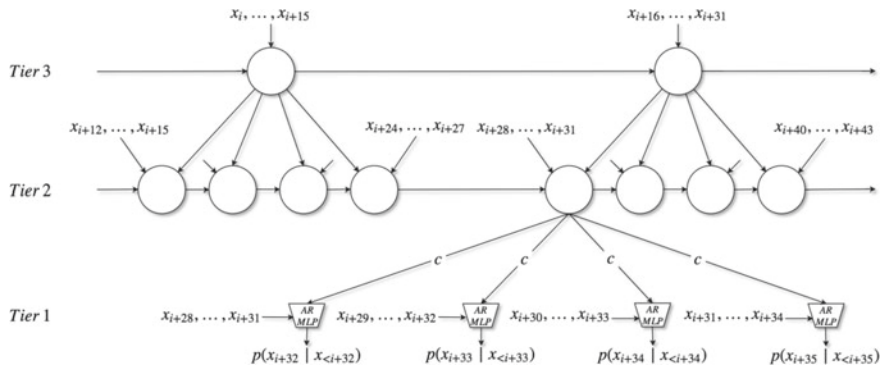 x_i, … , x_{i+15}
x_{i+16}, … , x_{i+31}
Tier 3
x_{i+12}, … , x_{i+15}
x_{i+24}, … , x_{i+27}
x_{i+28}, … , x_{i+31}
x_{i+40}, … , x_{i+43}
Tier 2
c
c
c
c
Tier 1
x_{i+28}, … , x_{i+31}
AR
MLP
x_{i+29}, … , x_{i+32}
AR
MLP
x_{i+30}, … , x_{i+33}
AR
MLP
x_{i+31}, … , x_{i+34}
AR
MLP
p(x_{i+32} | x_{<i+32})
p(x_{i+33} | x_{<i+33})
p(x_{i+34} | x_{<i+34})
p(x_{i+35} | x_{<i+35})